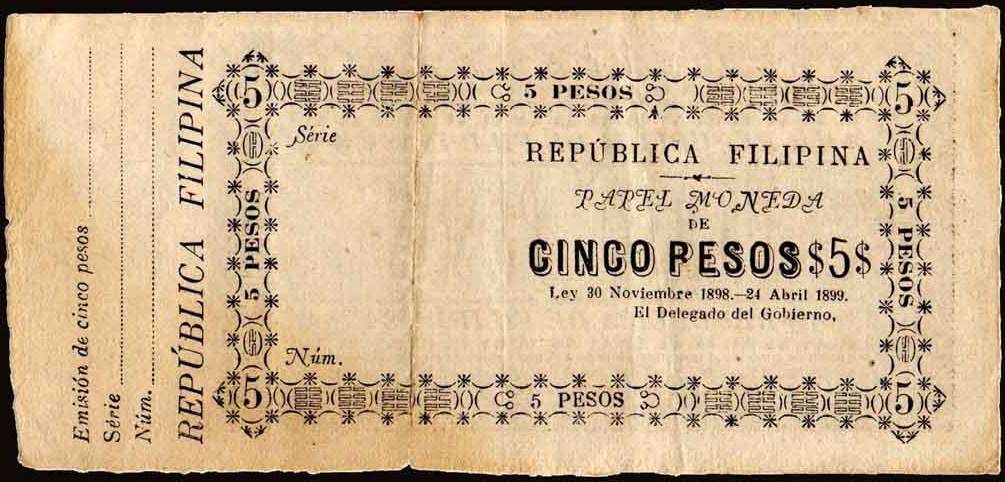 Emisión de cinco pesos
Série
Núm.
REPÚBLICA FILIPINA
5 5 PESOS 5
Série
REPÚBLICA FILIPINA
PAPEL MONEDA
DE
CINCO PESOS $5$
Ley 30 Noviembre 1898.—24 Abril 1899.
El Delegado del Gobierno,
Núm.
5 PESOS
5 PESOS
5 5 PESOS 5